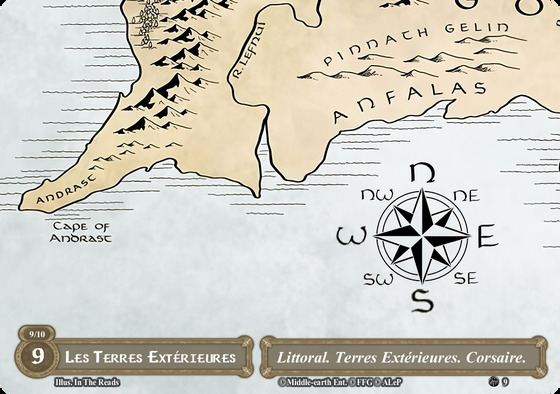 R. LEFNUI
PINNATH GELIN
ANFALAS
G O
ANDRAST
CAPE OF
ANDRAST
N
NW NE
W E
SW SE
S
9/10
9 LES TERRES EXTÉRIEURES
Littoral. Terres Extérieures. Corsaire.
Illus. In The Reads
©Middle-earth Ent. © FFG © ALeP
9